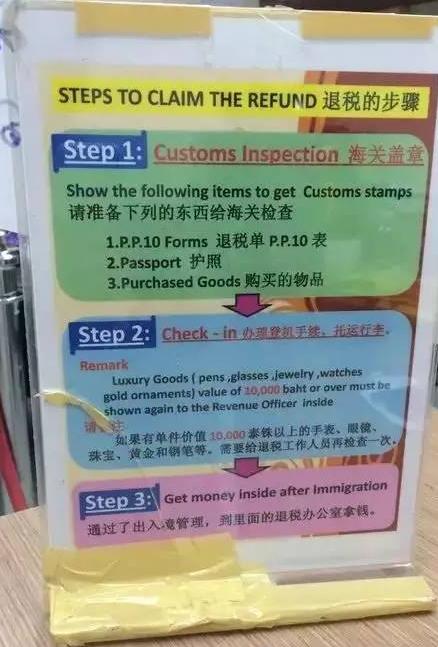 STEPS TO CLAIM THE REFUND 退税的步骤
Step 1: Customs Inspection 海关盖章
Show the following items to get Customs stamps
请准备下列的东西给海关检查
1.P.P.10 Forms 退税单 P.P.10 表
2.Passport 护照
3.Purchased Goods 购买的物品
Step 2: Check - in 办理登机手续、托运行李。
Remark
Luxury Goods ( pens ,glasses ,jewelry ,watches
gold ornaments) value of 10,000 baht or over must be
shown again to the Revenue Officer inside
请 注
如果有单件价值 10,000 泰铢以上的手表、眼镜、
珠宝、黄金和钢笔等。需要给退税工作人员再检查一次。
Step 3: Get money inside after Immigration
通过了出入境管理，到里面的退税办公室拿钱。